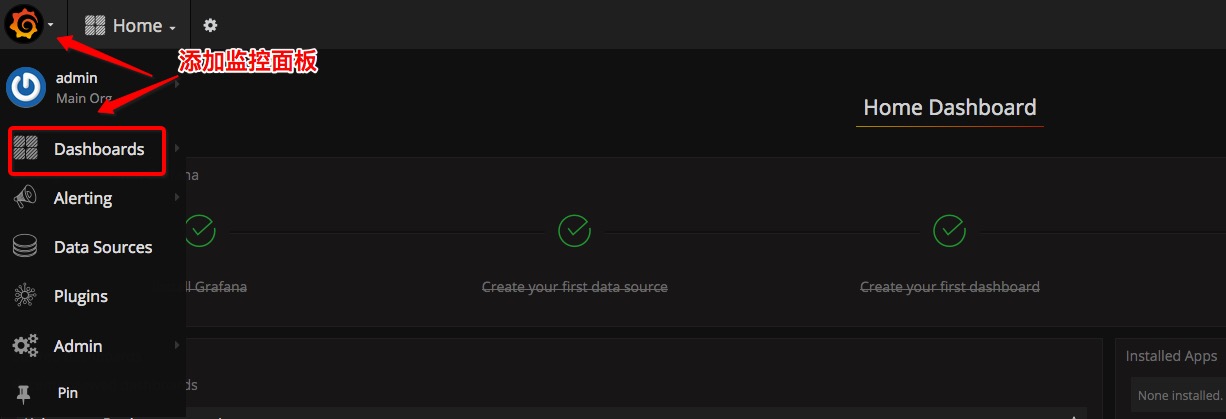 Home
添加监控面板
admin
Main Org
Home Dashboard
Dashboards
na
Alerting
Data Sources
ll Grafana
Create your first data source
Create your first dashboard
Plugins
Admin
Installed Apps
ds
Pin
None installed.